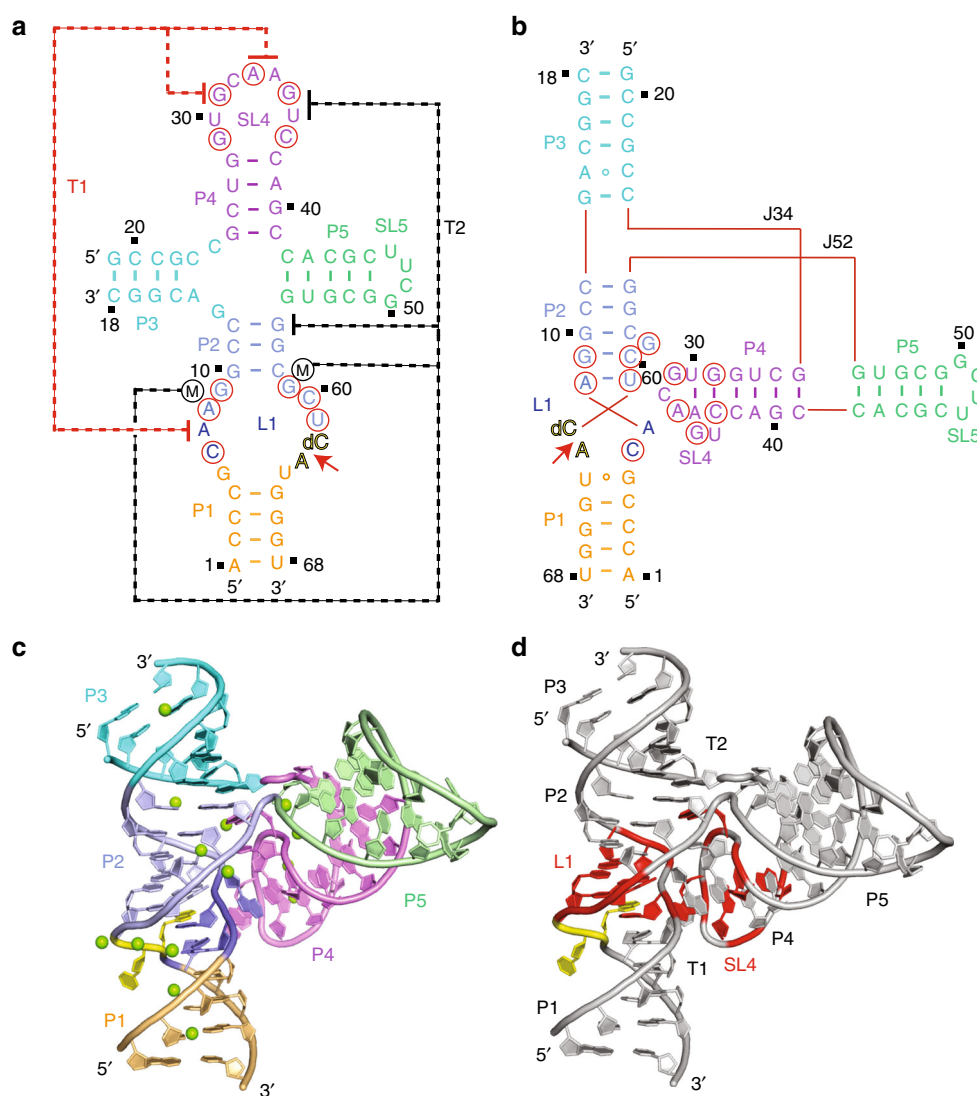 a
G C A A G
30 U SL4 U
G C
G C
T1 U A
P4 C G 40
G C T2
20 C P5 SL5
5′ G C C G C C A C G C U U
3′ C G G C A G U G C G G C
18 P3 G 50
C G
P2 C G
10 G C M
M G G 60
A C
A L1 U
C dC
G A
C U
P1 C G
C G
C G
1 A U 68
5′ 3′
b
3′ 5′
18 C G
G C 20
G C
P3 C G
A C
G C
J34
J52
C G
P2 C G
10 G C G
G C 60
A U
30 P4 P5 50
G U G G U C G G U G C G G G
C
A A C C A G C C A C G C U
G U 40 SL5
SL4
L1 A
dC
A C
U G
G C
P1 G C
G C
68 U A 1
3′ 5′
c
3′
P3
5′
P2
P5
P4
P1
5′
3′
d
3′
P3
5′
T2
P2
L1
P5
P4
SL4
T1
P1
5′
3′